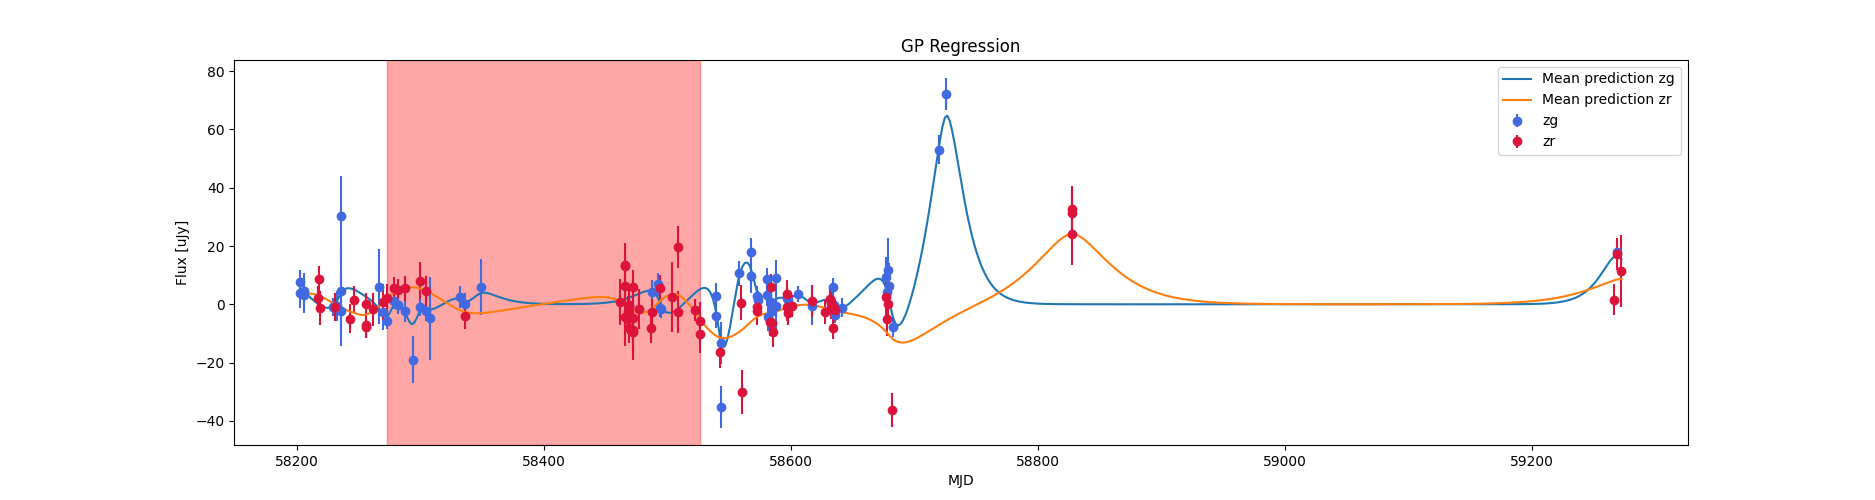 GP Regression
Flux [uJy]
80
60
40
20
0
−20
−40
Mean prediction zg
Mean prediction zr
zg
zr
58200
58400
58600
58800
59000
59200
MJD